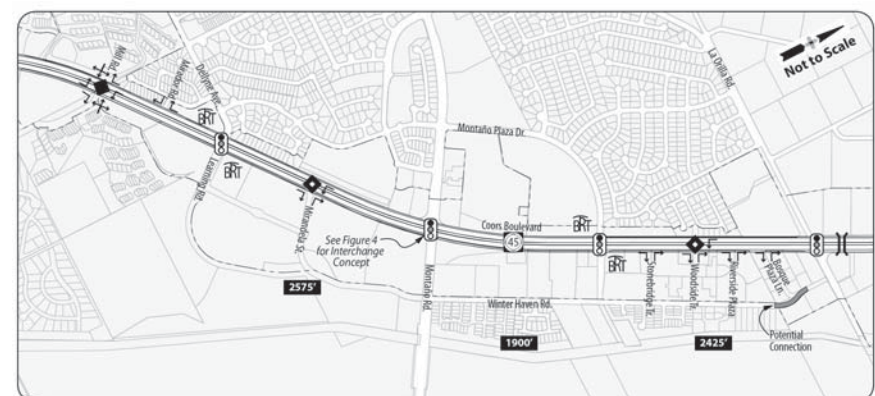 Not to Scale
Mill Rd.
Mirador Rd.
Dellyne Ave.
BRT
BRT
Learning Rd.
Mirandela St.
2575'
See Figure 4
for Interchange
Concept
Montaño Rd.
Montaño Plaza Dr.
La Orilla Rd.
Coors Boulevard
45
BRT
BRT
Stonebridge Tr.
Woodside Tr.
Riverside Plaza
Bosque
Plaza Ln.
Winter Haven Rd.
1900'
2425'
Potential
Connection